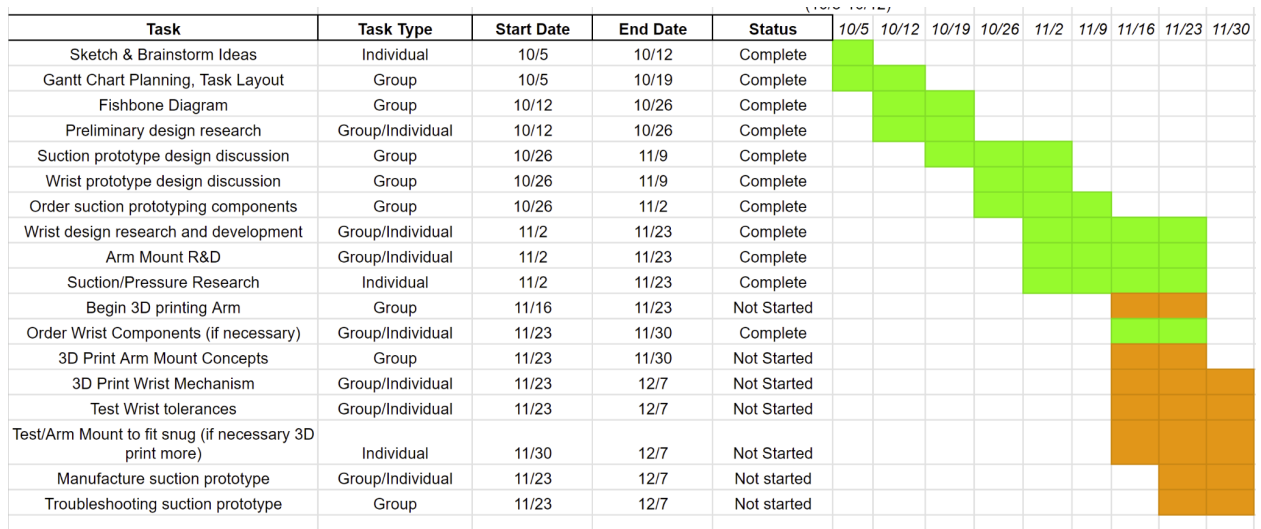 Task Task Type Start Date End Date Status 10/5 10/12 10/19 10/26 11/2 11/9 11/16 11/23 11/30
Sketch & Brainstorm Ideas Individual 10/5 10/12 Complete
Gantt Chart Planning, Task Layout Group 10/5 10/19 Complete
Fishbone Diagram Group 10/12 10/26 Complete
Preliminary design research Group/Individual 10/12 10/26 Complete
Suction prototype design discussion Group 10/26 11/9 Complete
Wrist prototype design discussion Group 10/26 11/9 Complete
Order suction prototyping components Group 10/26 11/2 Complete
Wrist design research and development Group/Individual 11/2 11/23 Complete
Arm Mount R&D Group/Individual 11/2 11/23 Complete
Suction/Pressure Research Individual 11/2 11/23 Complete
Begin 3D printing Arm Group 11/16 11/23 Not Started
Order Wrist Components (if necessary) Group/Individual 11/23 11/30 Complete
3D Print Arm Mount Concepts Group 11/23 11/30 Not Started
3D Print Wrist Mechanism Group/Individual 11/23 12/7 Not Started
Test Wrist tolerances Group/Individual 11/23 12/7 Not Started
Test/Arm Mount to fit snug (if necessary 3D
print more) Individual 11/30 12/7 Not Started
Manufacture suction prototype Group/Individual 11/23 12/7 Not started
Troubleshooting suction prototype Group 11/23 12/7 Not started